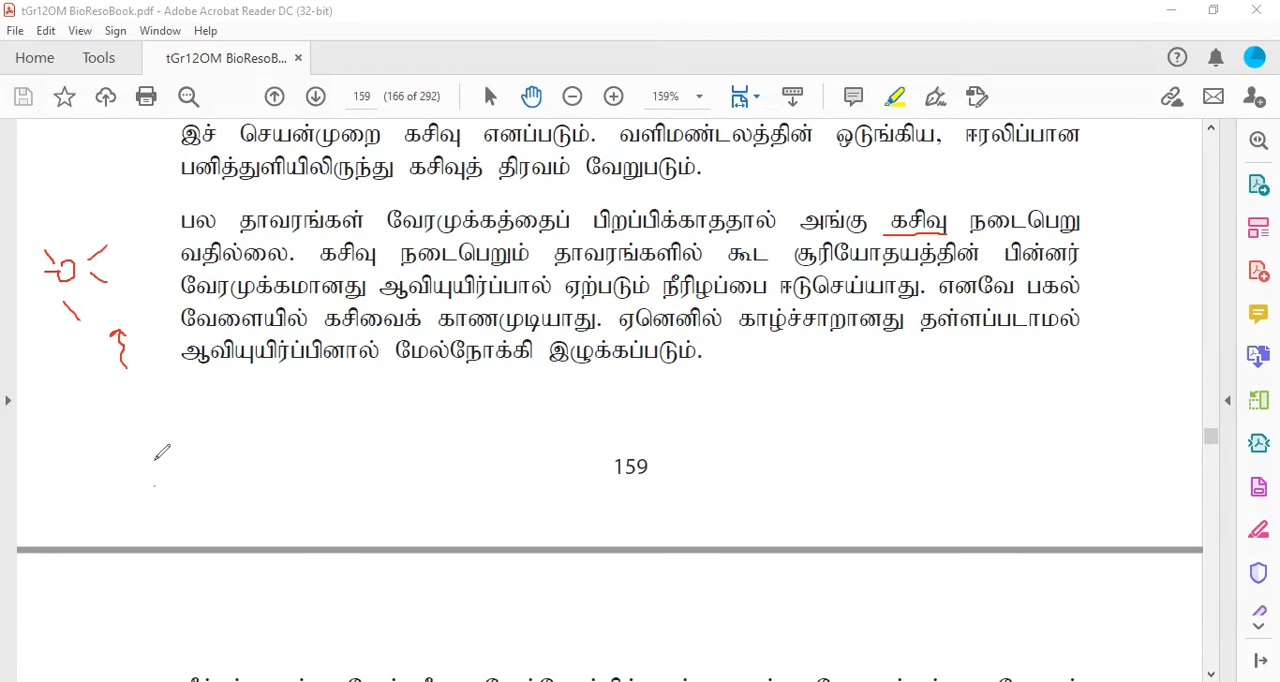 tGr12OM BioResoBook.pdf - Adobe Acrobat Reader DC (32-bit)
File Edit View Sign Window Help
Home Tools tGr12OM BioResoB... ×
159 (166 of 292) 159%
இச் செயன்முறை கசிவு எனப்படும். வளிமண்டலத்தின் ஒடுங்கிய, ஈரலிப்பான
பனித்துளியிலிருந்து கசிவுத் திரவம் வேறுபடும்.
பல தாவரங்கள் வேரமுக்கத்தைப் பிறப்பிக்காததால் அங்கு கசிவு நடைபெறு
வதில்லை. கசிவு நடைபெறும் தாவரங்களில் கூட சூரியோதயத்தின் பின்னர்
வேரமுக்கமானது ஆவியுயிர்ப்பால் ஏற்படும் நீரிழப்பை ஈடுசெய்யாது. எனவே பகல்
வேளையில் கசிவைக் காணமுடியாது. ஏனெனில் காழ்ச்சாறானது தள்ளப்படாமல்
ஆவியுயிர்ப்பினால் மேல்நோக்கி இழுக்கப்படும்.
159